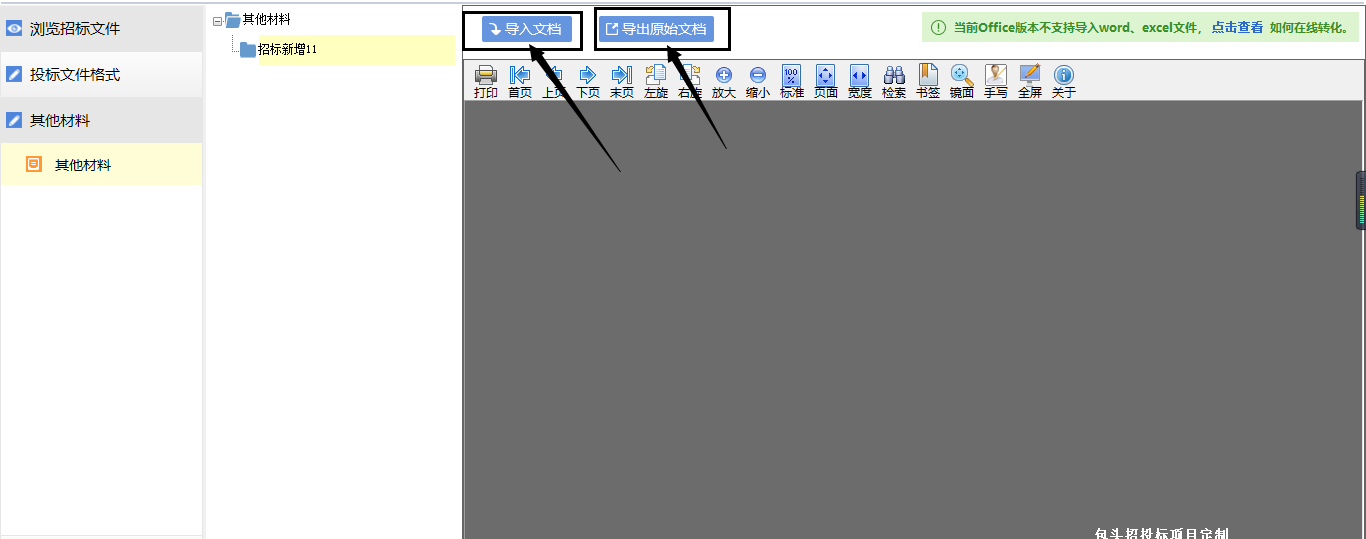 浏览招标文件
投标文件格式
其他材料
其他材料
其他材料
招标新增11
导入文档
导出原始文档
当前Office版本不支持导入word、excel文件，点击查看 如何在线转化。
打印 首页 上页 下页 末页 左旋 右旋 放大 缩小 标准 页面 宽度 检索 书签 镜面 手写 全屏 关于
包头招投标项目定制